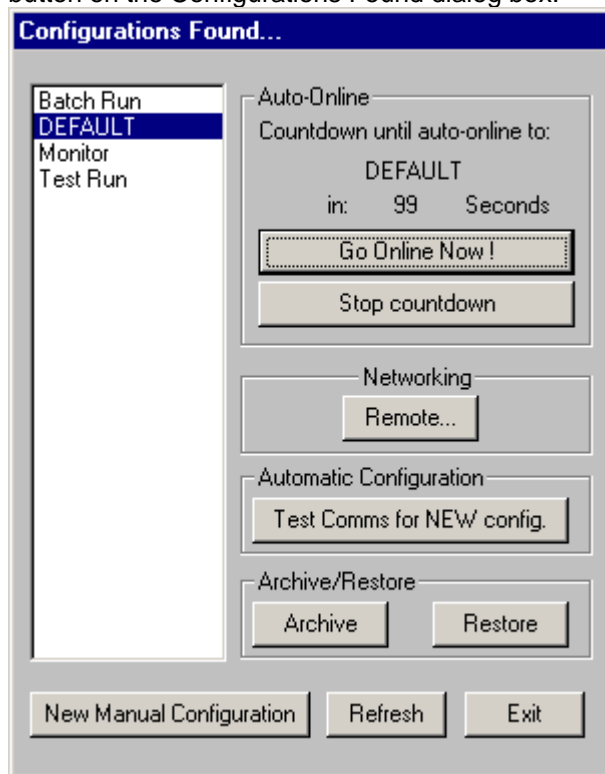 button on the Configurations Found dialog box.
Configurations Found...
Batch Run
DEFAULT
Monitor
Test Run
Auto-Online
Countdown until auto-online to:
DEFAULT
in: 99 Seconds
Go Online Now !
Stop countdown
Networking
Remote...
Automatic Configuration
Test Comms for NEW config.
Archive/Restore
Archive Restore
New Manual Configuration Refresh Exit